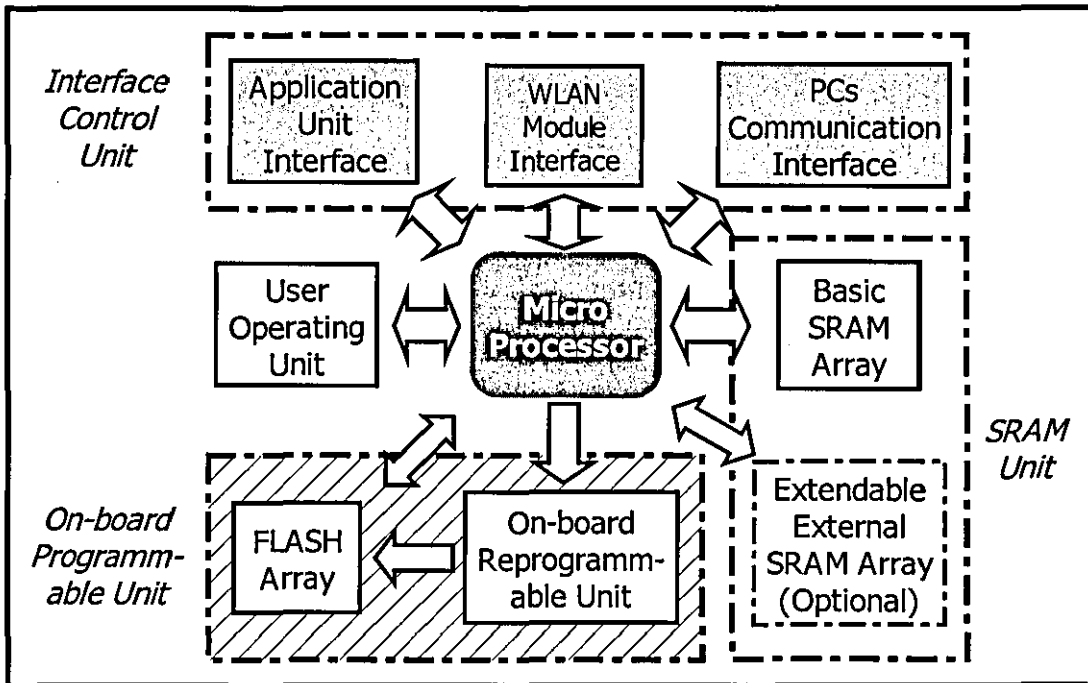 Interface
Control
Unit
Application
Unit
Interface
WLAN
Module
Interface
PCs
Communication
Interface
User
Operating
Unit
Micro
Processor
Basic
SRAM
Array
SRAM
Unit
On-board
Programm-
able Unit
FLASH
Array
On-board
Reprogramm-
able Unit
Extendable
External
SRAM Array
(Optional)